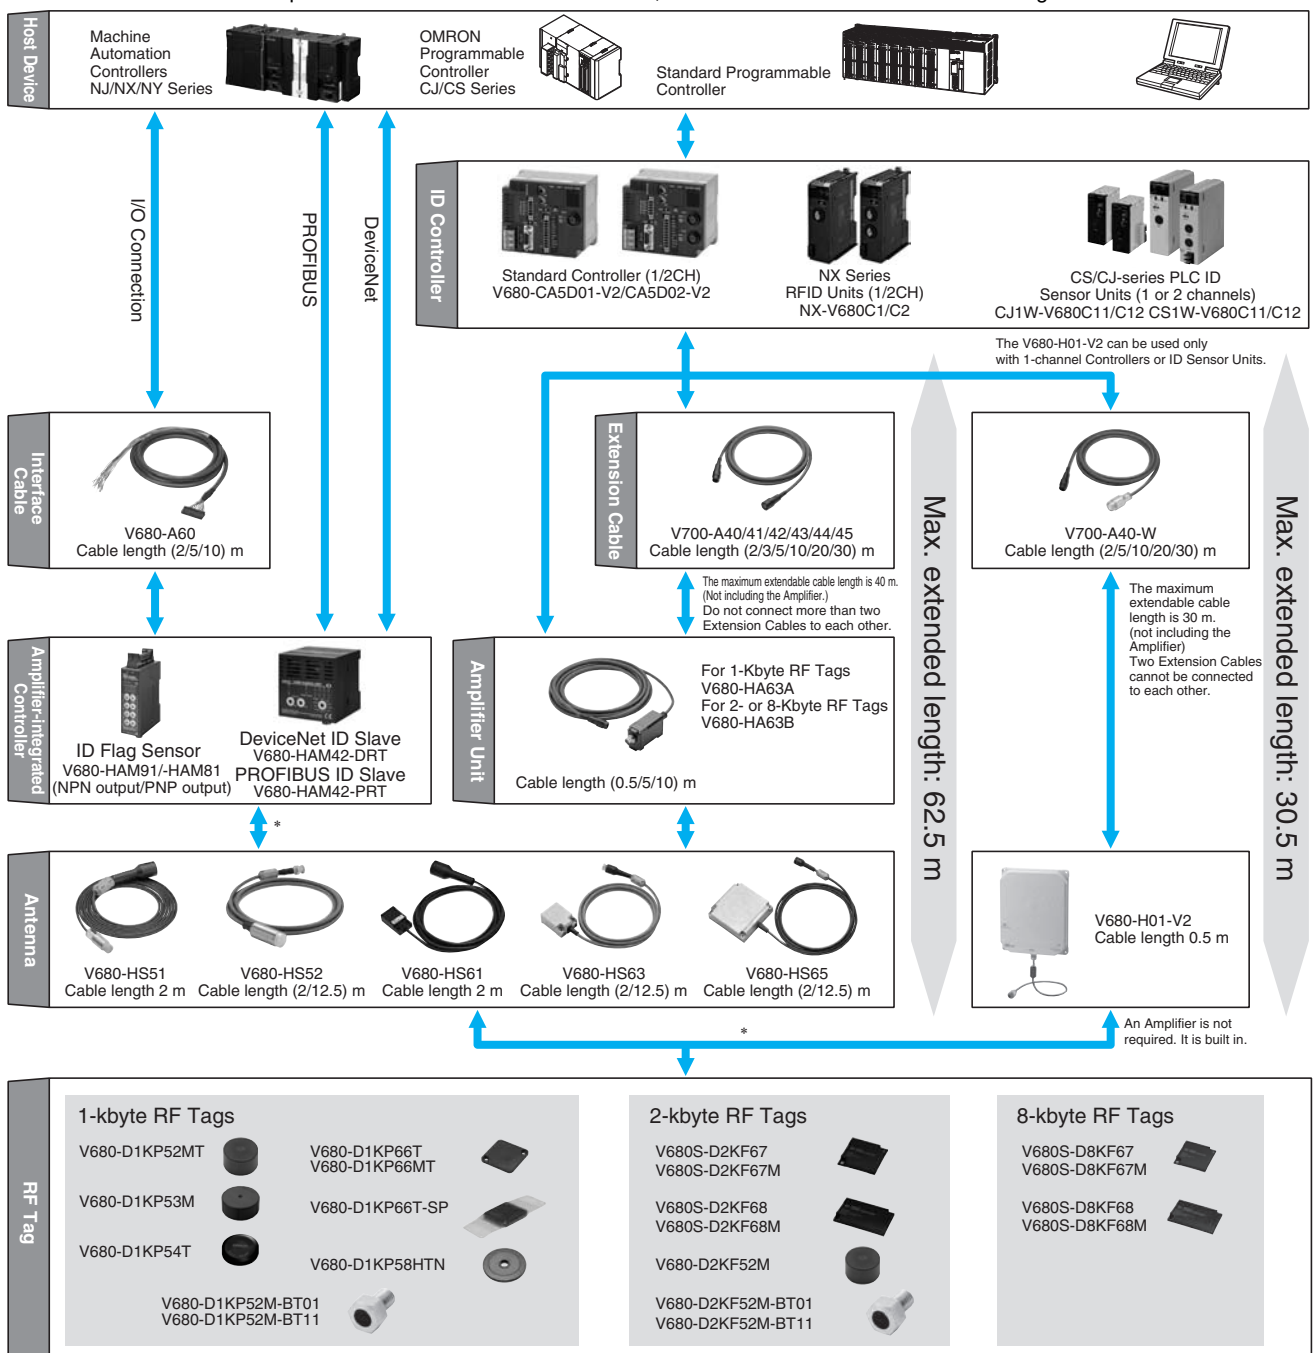 Host Device
Machine
Automation
Controllers
NJ/NX/NY Series
OMRON
Programmable
Controller
CJ/CS Series
Standard Programmable
Controller
I/O Connection
PROFIBUS
DeviceNet
ID Controller
Standard Controller (1/2CH)
V680-CA5D01-V2/CA5D02-V2
NX Series
RFID Units (1/2CH)
NX-V680C1/C2
CS/CJ-series PLC ID
Sensor Units (1 or 2 channels)
CJ1W-V680C11/C12 CS1W-V680C11/C12
The V680-H01-V2 can be used only
with 1-channel Controllers or ID Sensor Units.
Interface
Cable
V680-A60
Cable length (2/5/10) m
Extension Cable
V700-A40/41/42/43/44/45
Cable length (2/3/5/10/20/30) m
V700-A40-W
Cable length (2/5/10/20/30) m
Max. extended length: 62.5 m
Max. extended length: 30.5 m
The maximum extendable cable length is 40 m.
(Not including the Amplifier.)
Do not connect more than two
Extension Cables to each other.
The maximum
extendable cable
length is 30 m.
(not including the
Amplifier)
Two Extension Cables
cannot be connected
to each other.
Amplifier-integrated
Controller
ID Flag Sensor
V680-HAM91/-HAM81
(NPN output/PNP output)
DeviceNet ID Slave
V680-HAM42-DRT
PROFIBUS ID Slave
V680-HAM42-PRT
Amplifier Unit
For 1-Kbyte RF Tags
V680-HA63A
For 2- or 8-Kbyte RF Tags
V680-HA63B
Cable length (0.5/5/10) m
*
Antenna
V680-HS51
Cable length 2 m
V680-HS52
Cable length (2/12.5) m
V680-HS61
Cable length 2 m
V680-HS63
Cable length (2/12.5) m
V680-HS65
Cable length (2/12.5) m
V680-H01-V2
Cable length 0.5 m
*
An Amplifier is not
required. It is built in.
RF Tag
1-kbyte RF Tags
V680-D1KP52MT
V680-D1KP53M
V680-D1KP54T
V680-D1KP66T
V680-D1KP66MT
V680-D1KP66T-SP
V680-D1KP58HTN
V680-D1KP52M-BT01
V680-D1KP52M-BT11
2-kbyte RF Tags
V680S-D2KF67
V680S-D2KF67M
V680S-D2KF68
V680S-D2KF68M
V680-D2KF52M
V680-D2KF52M-BT01
V680-D2KF52M-BT11
8-kbyte RF Tags
V680S-D8KF67
V680S-D8KF67M
V680S-D8KF68
V680S-D8KF68M